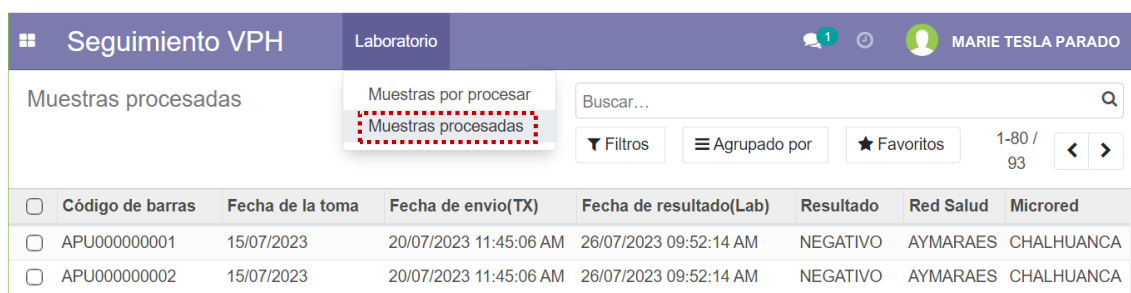 Seguimiento VPH Laboratorio 1 MARIE TESLA PARADO
Muestras procesadas
Muestras por procesar
Muestras procesadas
Buscar...
Filtros Agrupado por Favoritos 1-80 /
93
Código de barras Fecha de la toma Fecha de envio(TX) Fecha de resultado(Lab) Resultado Red Salud Microred
APU000000001 15/07/2023 20/07/2023 11:45:06 AM 26/07/2023 09:52:14 AM NEGATIVO AYMARAES CHALHUANCA
APU000000002 15/07/2023 20/07/2023 11:45:06 AM 26/07/2023 09:52:14 AM NEGATIVO AYMARAES CHALHUANCA